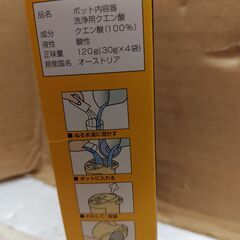 品名 ポット内容器
洗浄用クエン酸
成分 クエン酸(100%)
液性 酸性
正味量 120g(30g×4袋)
原産国名 オーストリア
■ぬるま湯に溶かす
■ポットに入れる
■わかして、保温